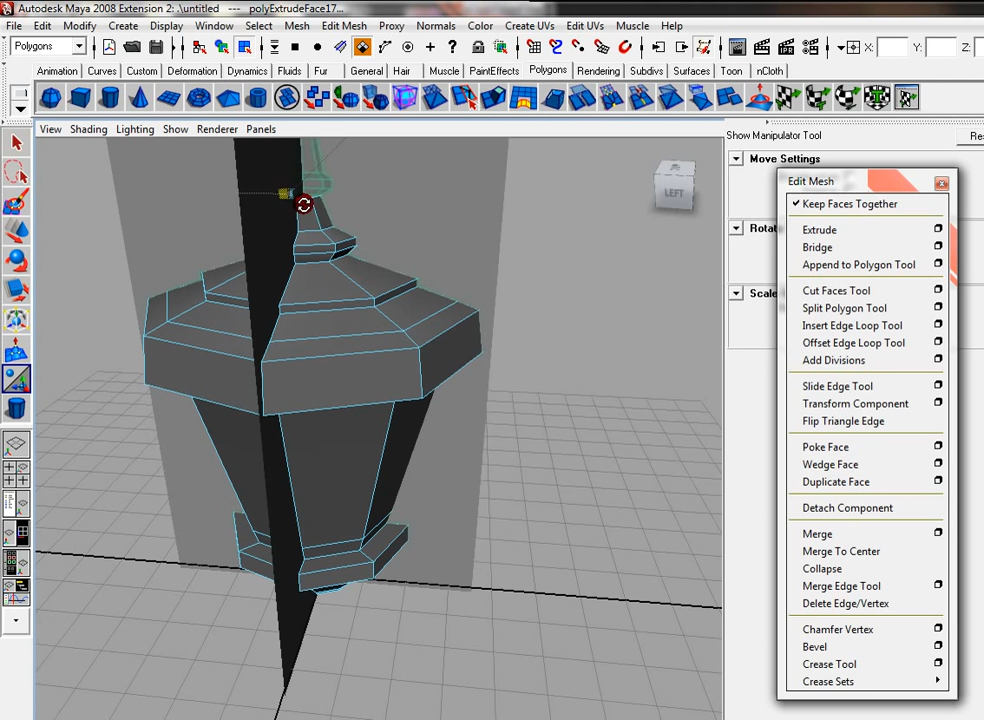 Autodesk Maya 2008 Extension 2: .\untitled --- polyExtrudeFace17...
File Edit Modify Create Display Window Select Mesh Edit Mesh Proxy Normals Color Create UVs Edit UVs Muscle Help
Polygons X: Y: Z:
Animation Curves Custom Deformation Dynamics Fluids Fur General Hair Muscle PaintEffects Polygons Rendering Subdivs Surfaces Toon nCloth
View Shading Lighting Show Renderer Panels
Show Manipulator Tool
Move Settings
LEFT
Edit Mesh
Keep Faces Together
Extrude
Bridge
Append to Polygon Tool
Cut Faces Tool
Split Polygon Tool
Insert Edge Loop Tool
Offset Edge Loop Tool
Add Divisions
Slide Edge Tool
Transform Component
Flip Triangle Edge
Poke Face
Wedge Face
Duplicate Face
Detach Component
Merge
Merge To Center
Collapse
Merge Edge Tool
Delete Edge/Vertex
Chamfer Vertex
Bevel
Crease Tool
Crease Sets